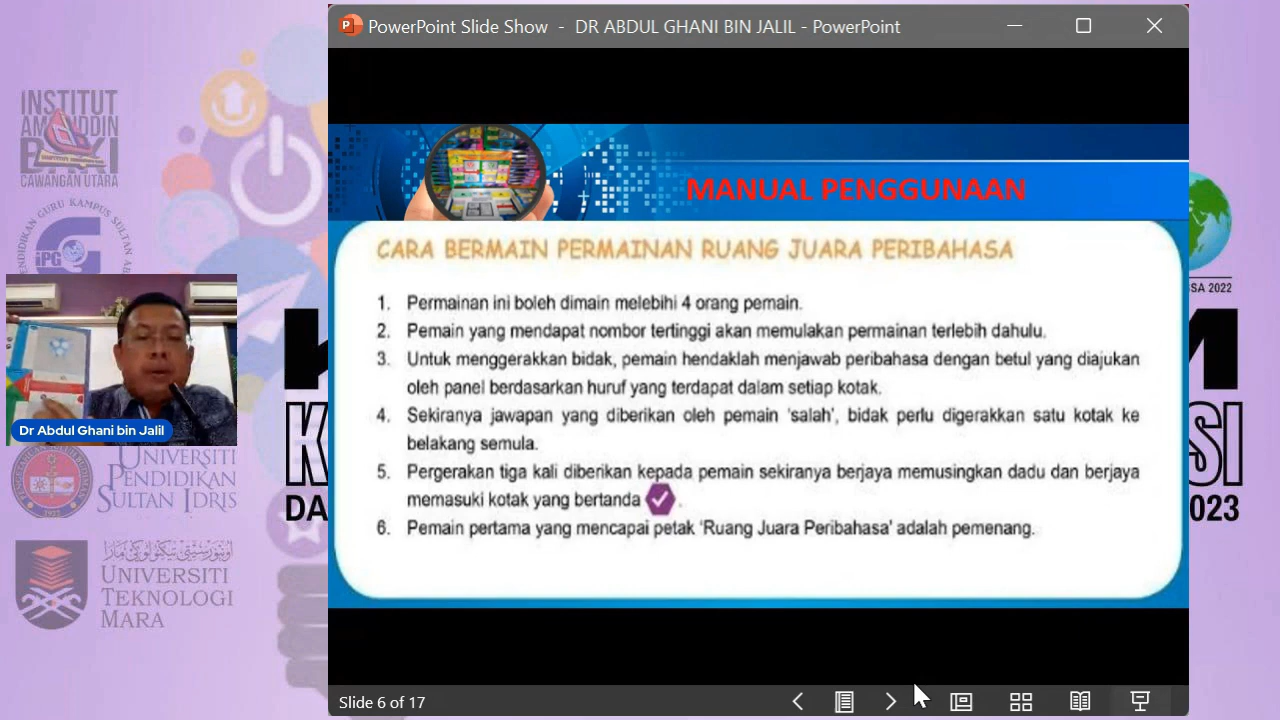 PowerPoint Slide Show - DR ABDUL GHANI BIN JALIL - PowerPoint
INSTITUT
AMINUDDIN
BAKI
CAWANGAN UTARA
iPG
MANUAL PENGGUNAAN
CARA BERMAIN PERMAINAN RUANG JUARA PERIBAHASA
1. Permainan ini boleh dimain melebihi 4 orang pemain.
2. Pemain yang mendapat nombor tertinggi akan memulakan permainan terlebih dahulu.
3. Untuk menggerakkan bidak, pemain hendaklah menjawab peribahasa dengan betul yang diajukan
oleh panel berdasarkan huruf yang terdapat dalam setiap kotak.
4. Sekiranya jawapan yang diberikan oleh pemain 'salah', bidak perlu digerakkan satu kotak ke
belakang semula.
5. Pergerakan tiga kali diberikan kepada pemain sekiranya berjaya memusingkan dadu dan berjaya
memasuki kotak yang bertanda .
6. Pemain pertama yang mencapai petak 'Ruang Juara Peribahasa' adalah pemenang.
Dr Abdul Ghani bin Jalil
UNIVERSITI
PENDIDIKAN
SULTAN IDRIS
UNIVERSITI
TEKNOLOGI
MARA
2022
2023
Slide 6 of 17